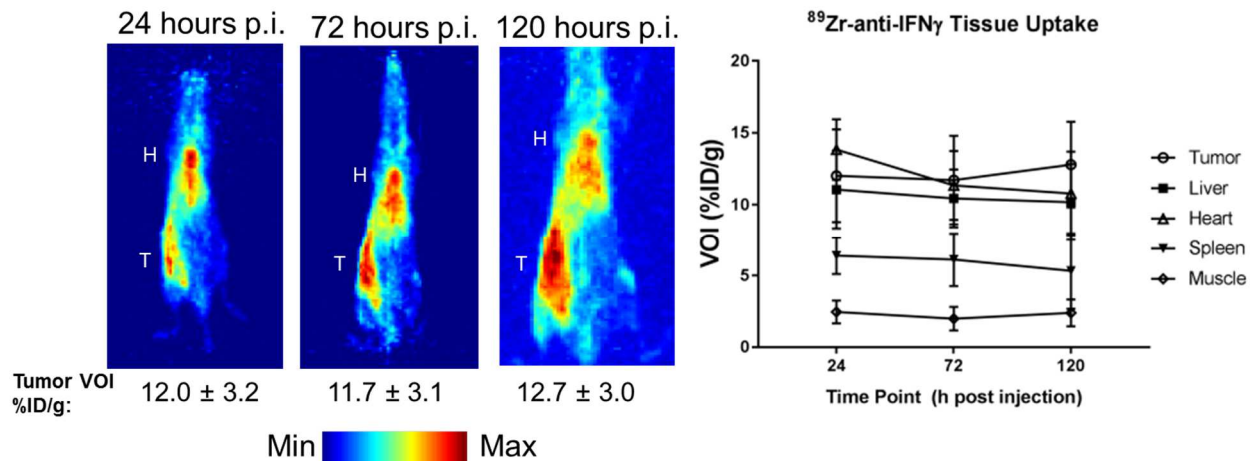 24 hours p.i.
72 hours p.i.
120 hours p.i.
H
T
H
T
H
T
Tumor VOI
%ID/g:
12.0 ± 3.2
11.7 ± 3.1
12.7 ± 3.0
Min
Max
⁸⁹Zr-anti-IFNγ Tissue Uptake
VOI (%ID/g)
20
15
10
5
0
24
72
120
Time Point (h post injection)
Tumor
Liver
Heart
Spleen
Muscle